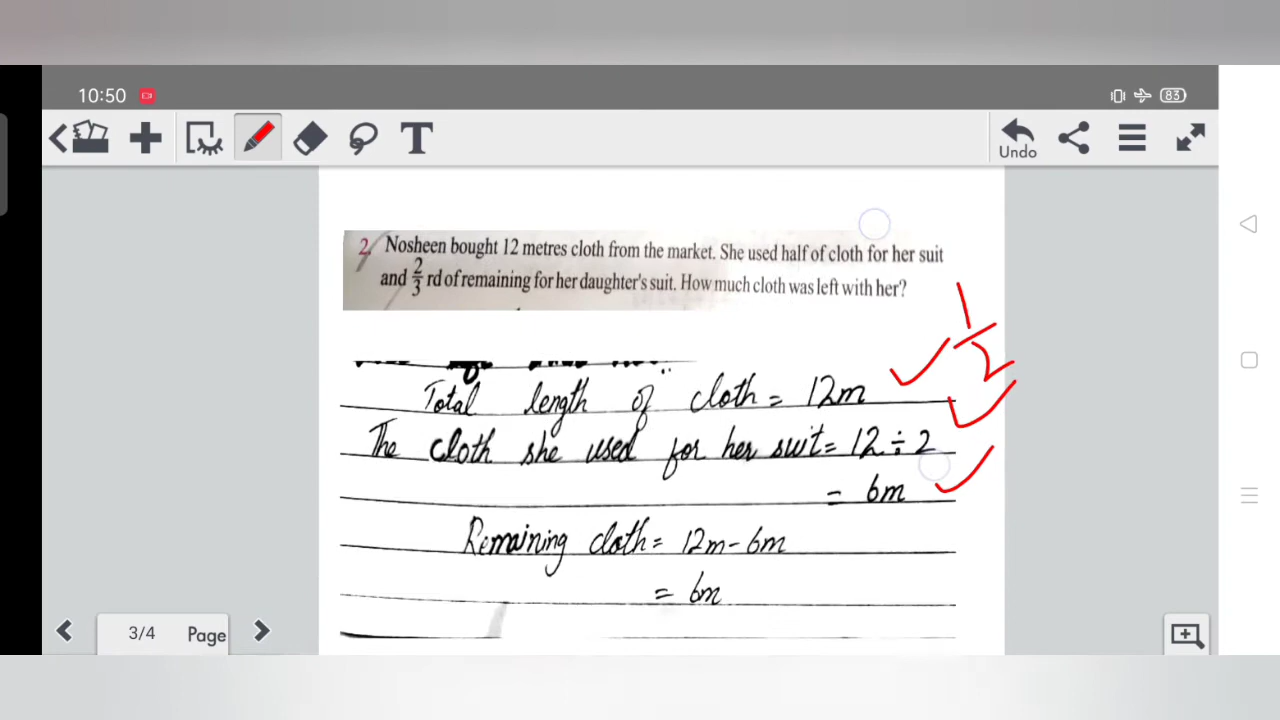 10:50
83
Undo
2. Nosheen bought 12 metres cloth from the market. She used half of cloth for her suit
and 2/3 rd of remaining for her daughter's suit. How much cloth was left with her?
1/2
Total length of cloth = 12m
The cloth she used for her suit = 12 ÷ 2
= 6m
Remaining cloth = 12m - 6m
= 6m
3/4 Page